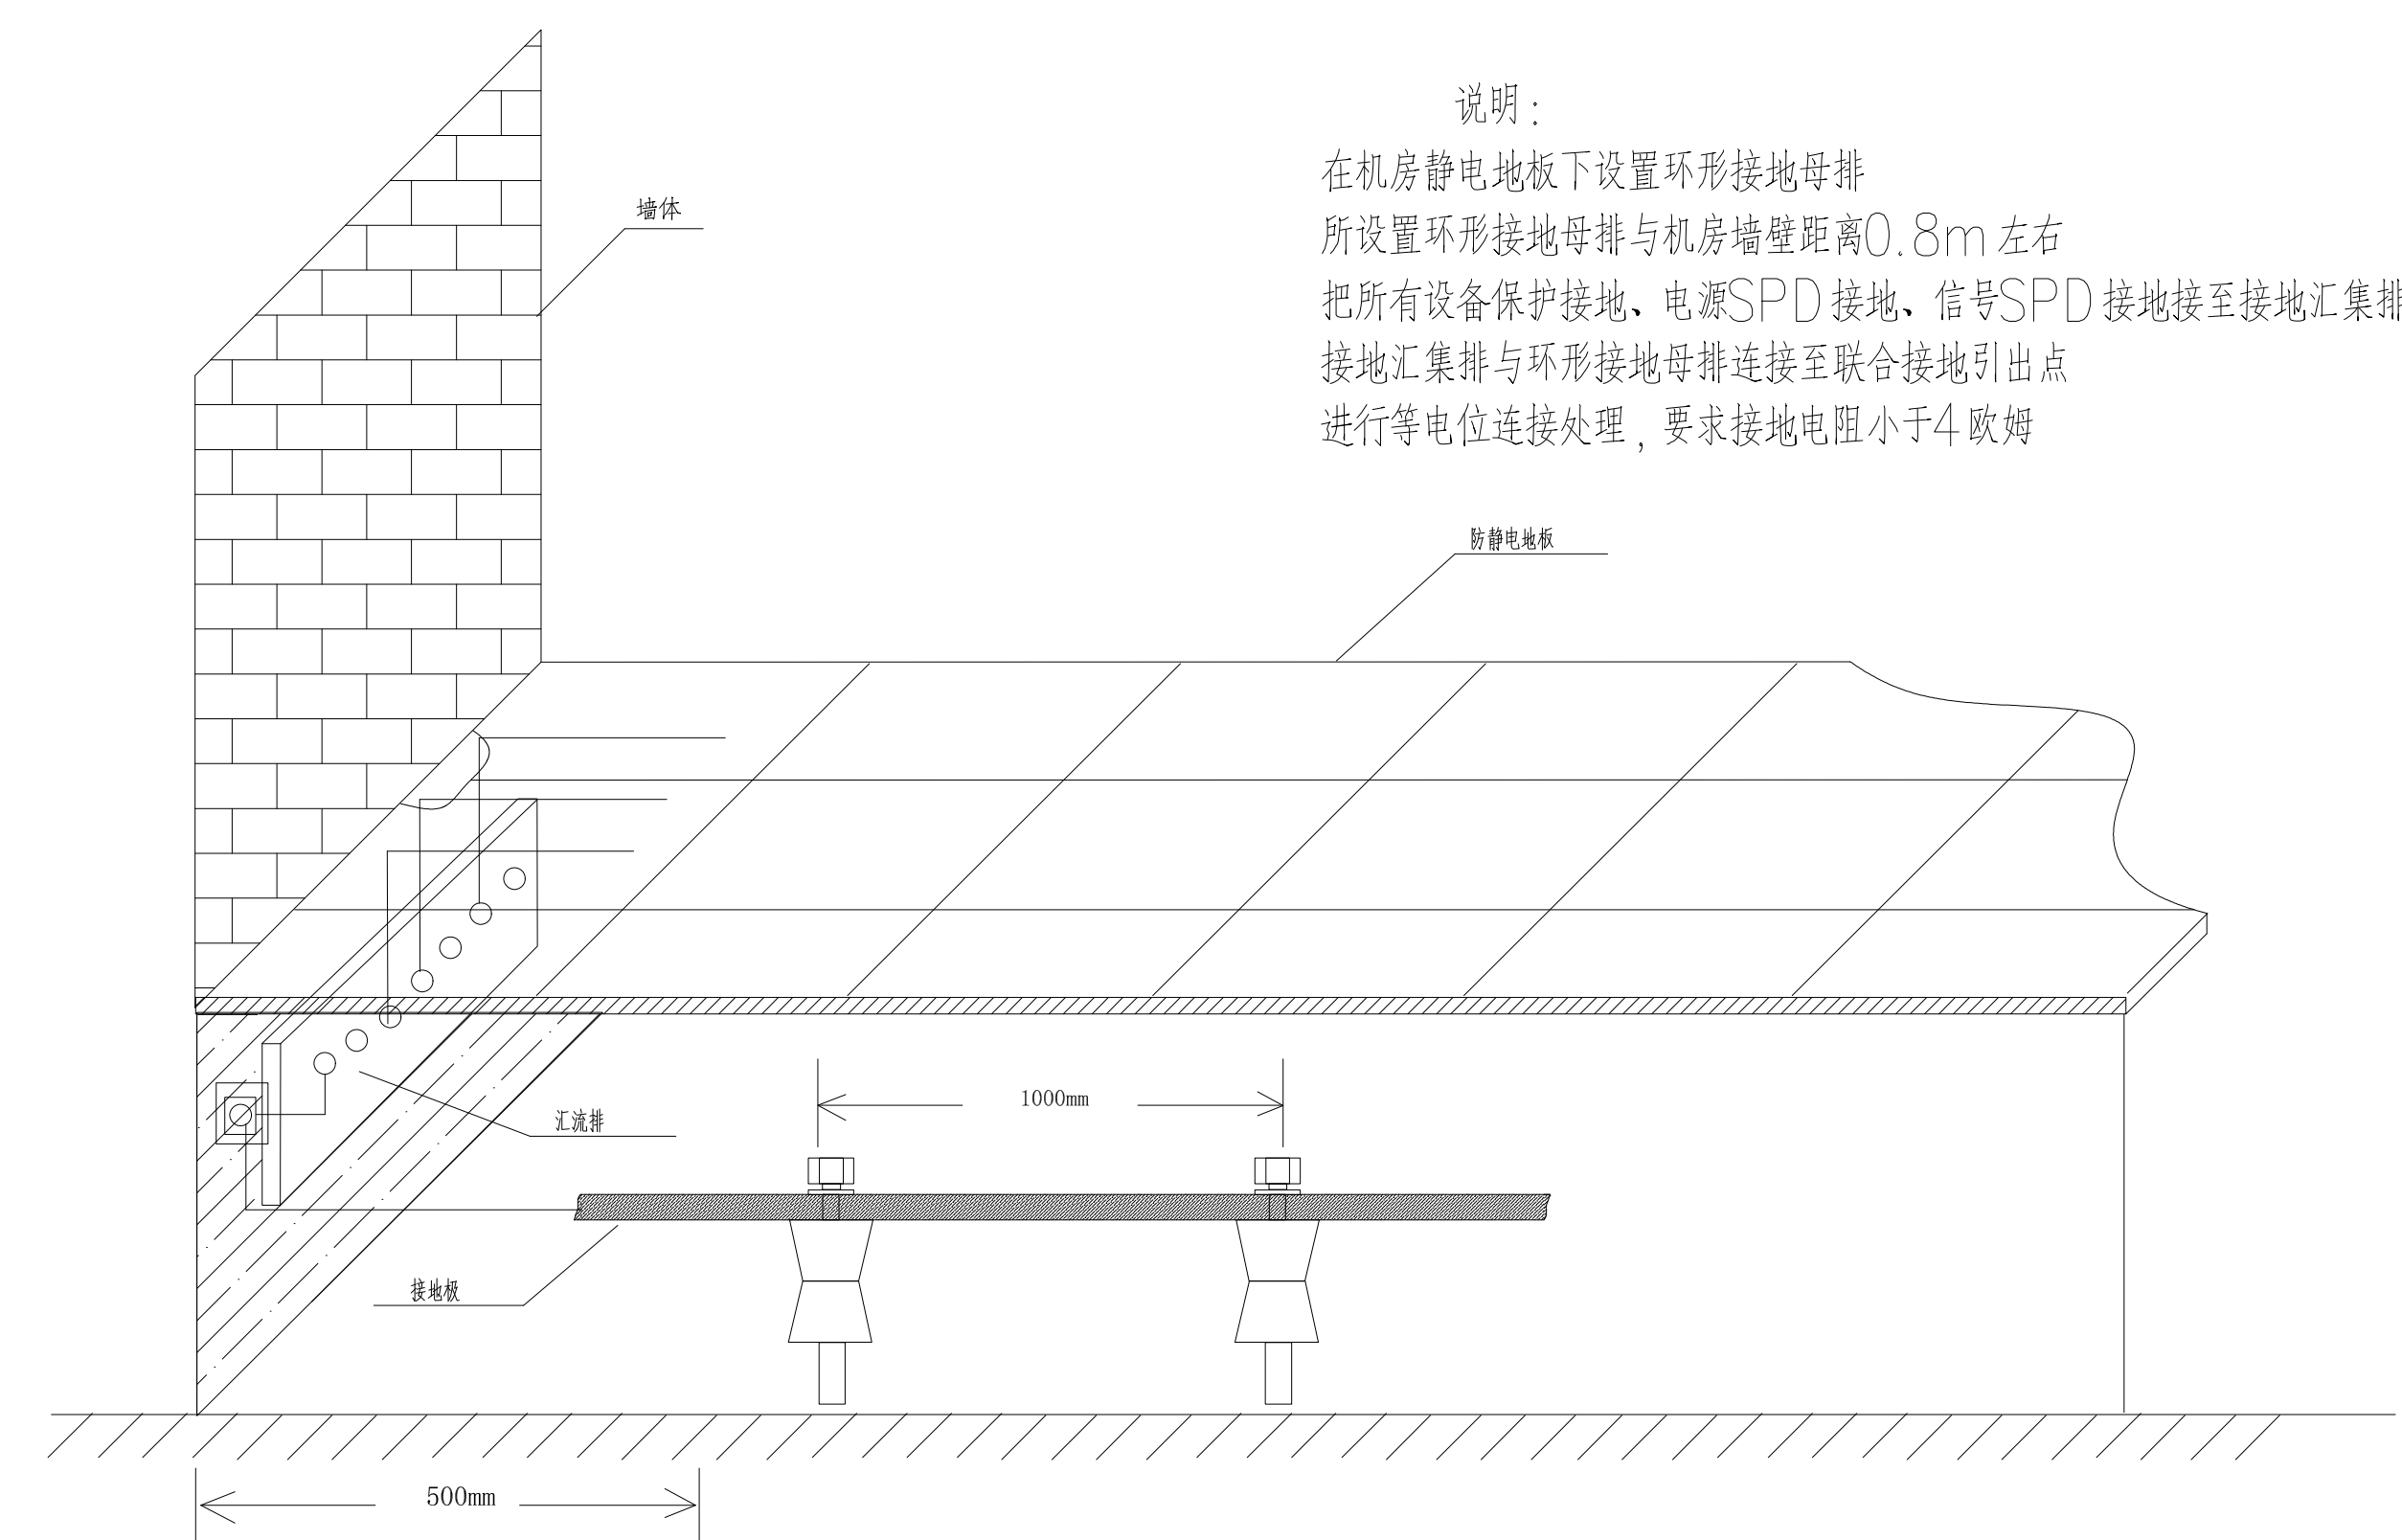 说明：
在机房静电地板下设置环形接地母排
所设置环形接地母排与机房墙壁距离0.8m左右
把所有设备保护接地、电源SPD接地、信号SPD接地接至接地汇集排
接地汇集排与环形接地母排连接至联合接地引出点
进行等电位连接处理，要求接地电阻小于4欧姆
墙体
防静电地板
1000mm
汇流排
接地极
500mm